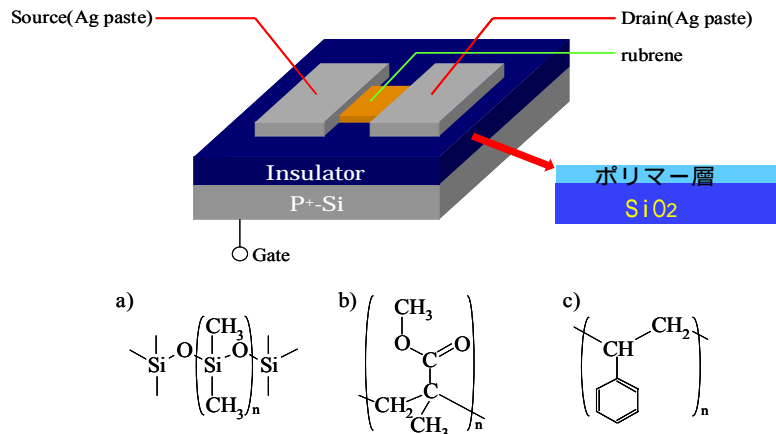 Source(Ag paste)
Drain(Ag paste)
rubrene
Insulator
P+-Si
Gate
ポリマー層
SiO2
a)
b)
c)
CH3
O
O
Si
Si
Si
CH3
n
CH3
O
O
C
CH2
C
CH3
n
CH2
CH
n